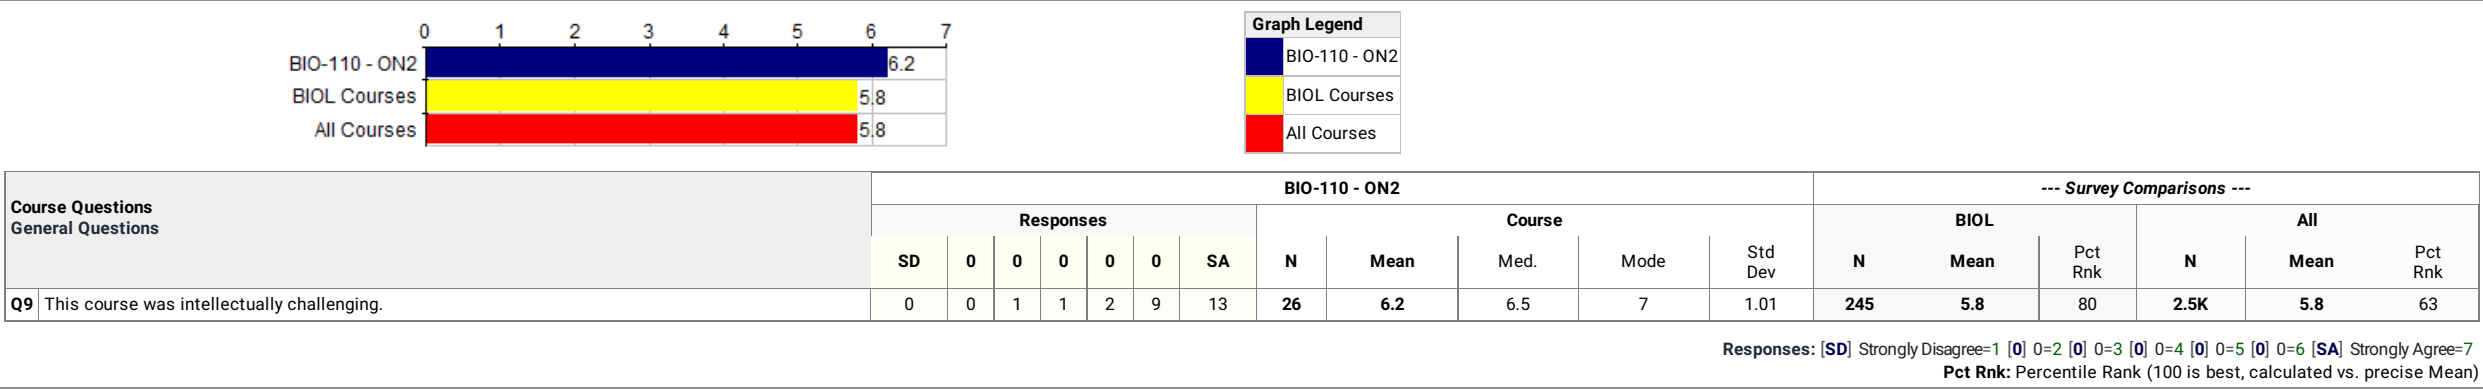 0 1 2 3 4 5 6 7
BIO-110 - ON2 6.2
BIOL Courses 5.8
All Courses 5.8
Graph Legend
BIO-110 - ON2
BIOL Courses
All Courses
Course Questions
General Questions
BIO-110 - ON2 --- Survey Comparisons ---
Responses Course BIOL All
SD 0 0 0 0 0 SA N Mean Med. Mode Std Dev N Mean Pct Rnk N Mean Pct Rnk
Q9 This course was intellectually challenging. 0 0 1 1 2 9 13 26 6.2 6.5 7 1.01 245 5.8 80 2.5K 5.8 63
Responses: [SD] Strongly Disagree=1 [0] 0=2 [0] 0=3 [0] 0=4 [0] 0=5 [0] 0=6 [SA] Strongly Agree=7
Pct Rnk: Percentile Rank (100 is best, calculated vs. precise Mean)